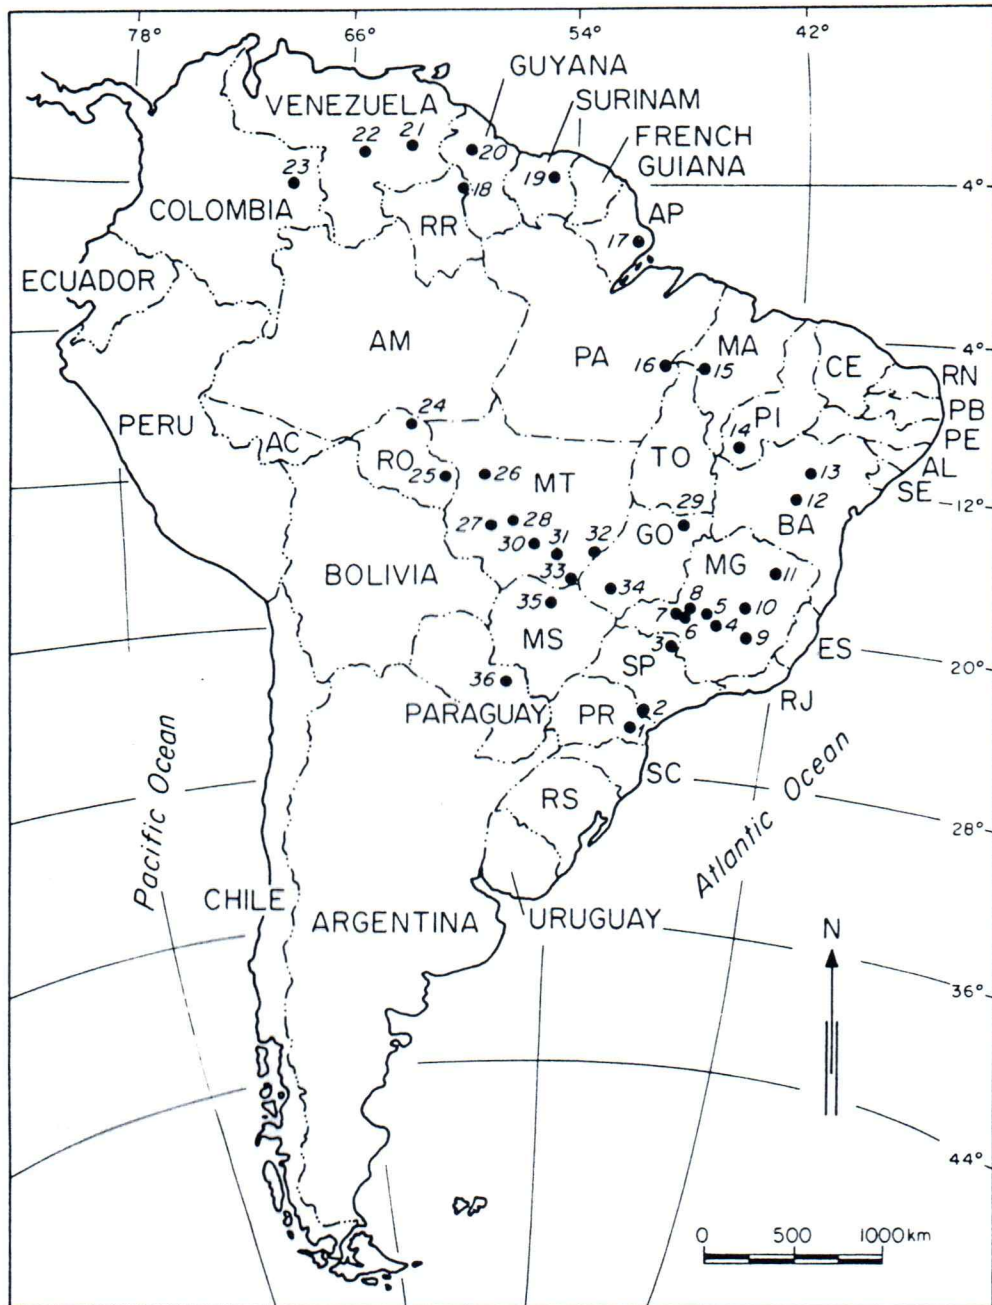 78°
66°
54°
42°
GUYANA
VENEZUELA
SURINAM
22
21
20
FRENCH
GUIANA
23
19
18
4°
COLOMBIA
RR
AP
17
ECUADOR
AM
PA
16
MA
15
4°
CE
RN
PERU
24
AC
PI
14
PB
PE
RO
25
26
MT
TO
13
AL
SE
12
12°
29
BA
27
28
GO
30
31
32
MG
11
BOLIVIA
33
34
8
35
7
5
10
6
4
MS
3
9
ES
SP
20°
36
RJ
PARAGUAY
PR
2
1
SC
RS
Pacific Ocean
Atlantic Ocean
28°
CHILE
ARGENTINA
URUGUAY
N
36°
44°
0 500 1000 km